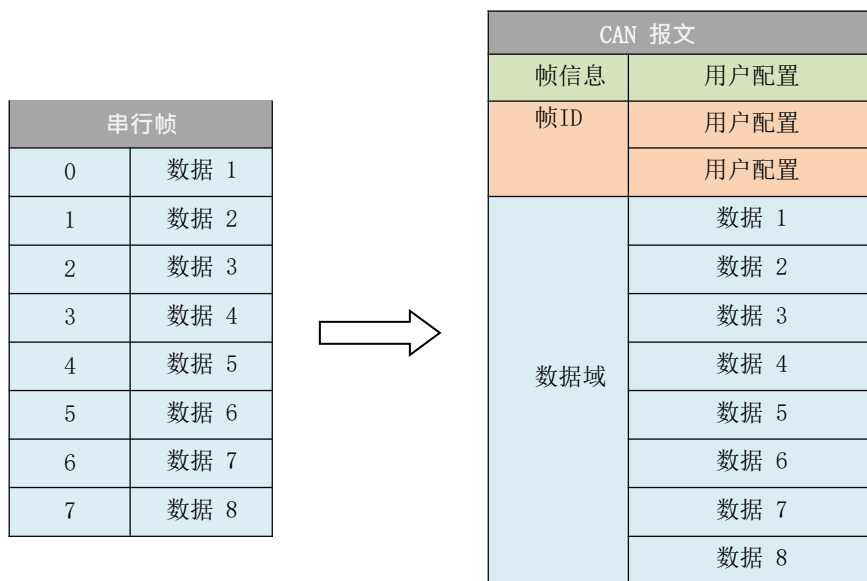 串行帧
0 数据 1
1 数据 2
2 数据 3
3 数据 4
4 数据 5
5 数据 6
6 数据 7
7 数据 8
CAN 报文
帧信息 用户配置
帧ID 用户配置
用户配置
数据域
数据 1
数据 2
数据 3
数据 4
数据 5
数据 6
数据 7
数据 8